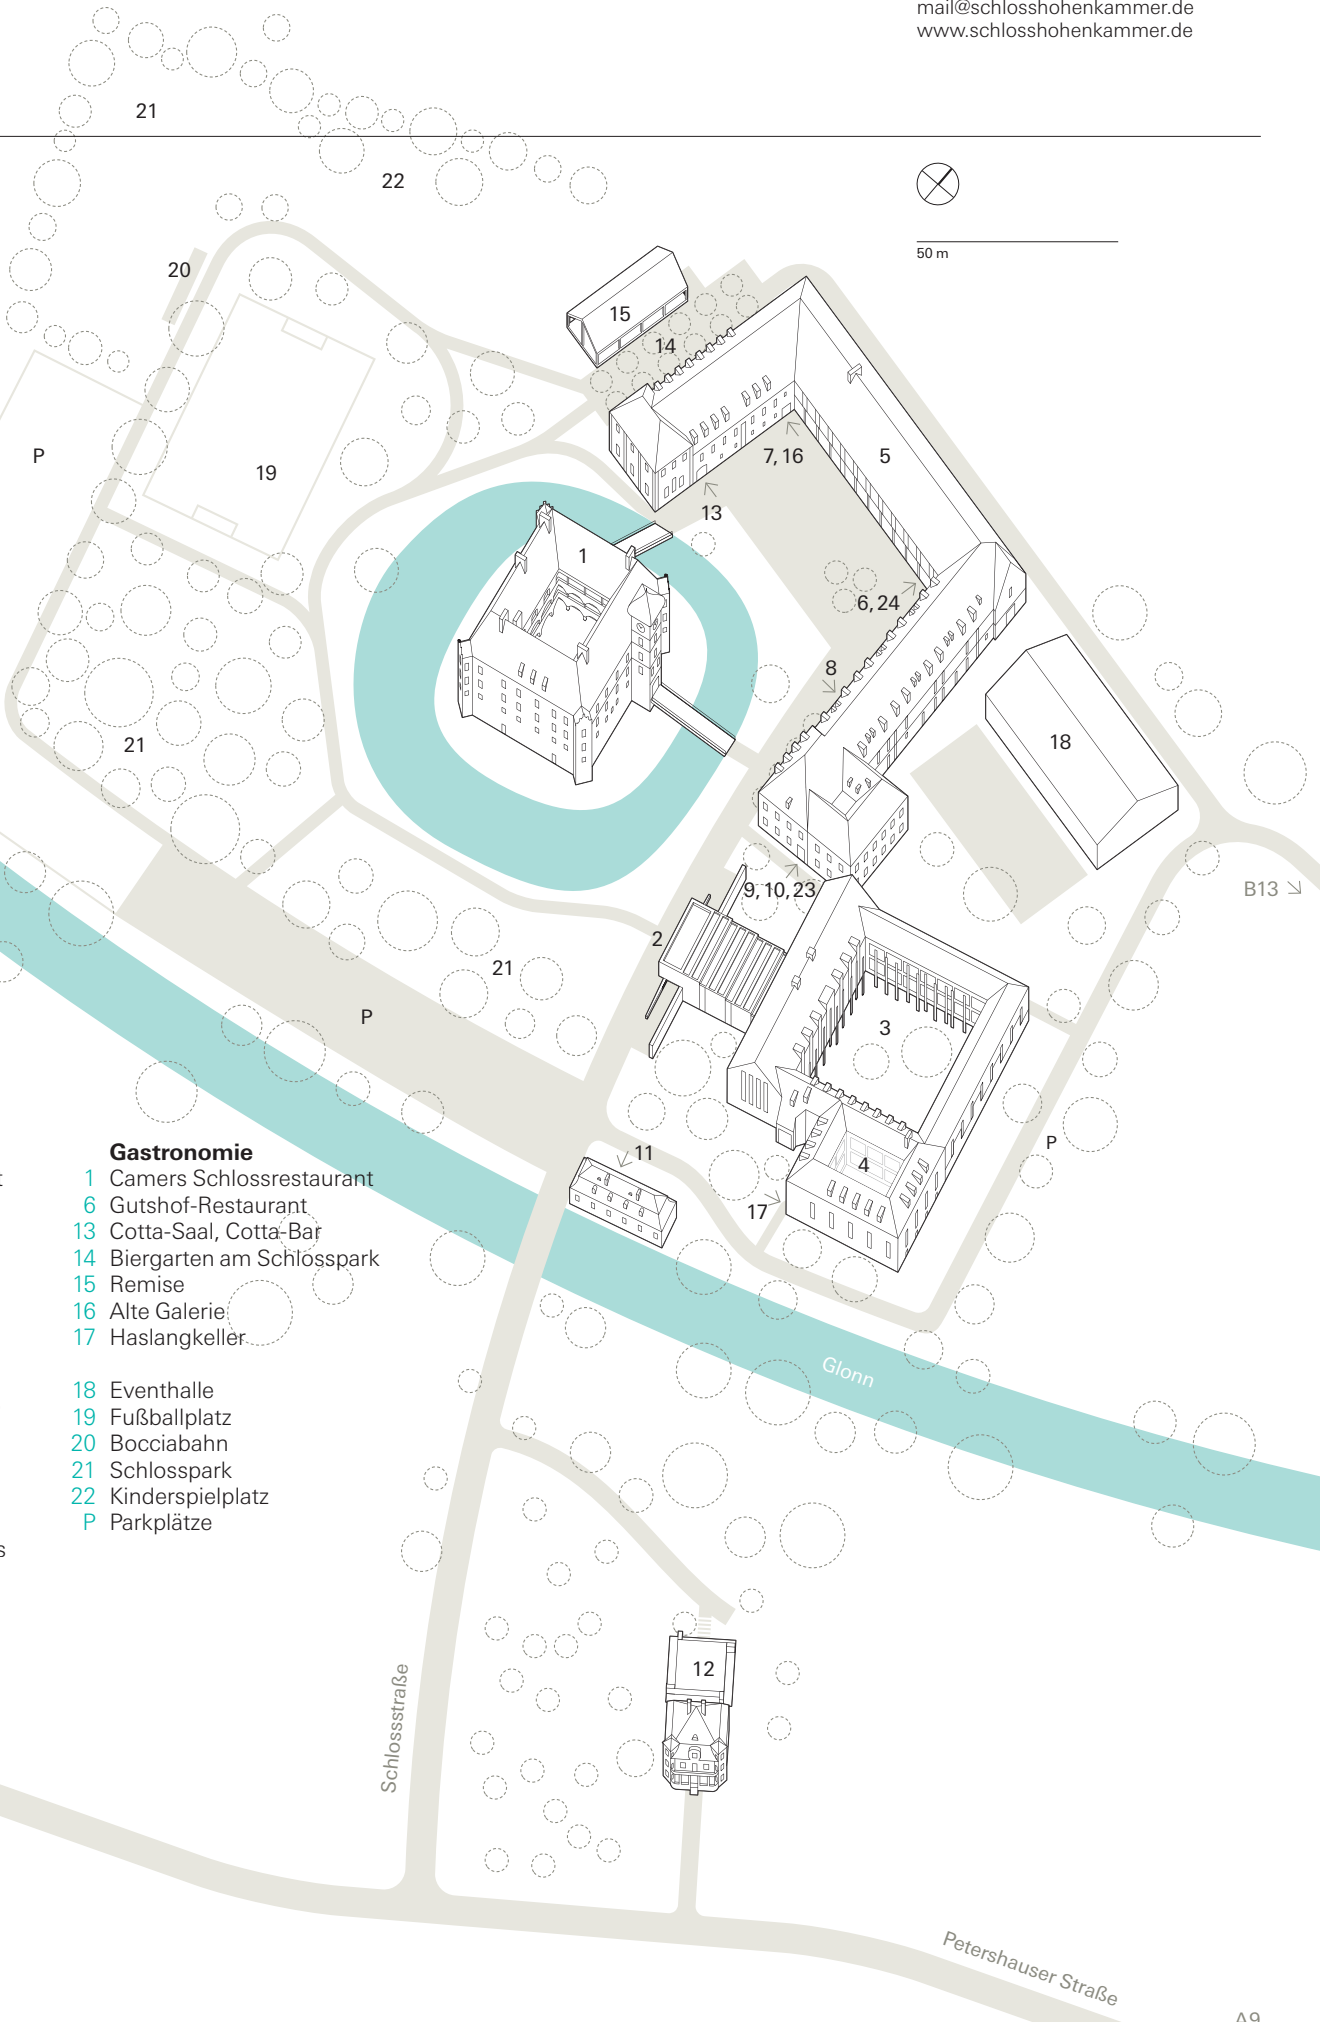 mail@schlosshohenkammer.de
www.schlosshohenkammer.de
21
22
50 m
20
15
14
P
7, 16
5
19
13
1
6, 24
8
21
18
9, 10, 23
B13
2
21
P
3
P
11
4
17
Gastronomie
t
1 Camers Schlossrestaurant
6 Gutshof-Restaurant
13 Cotta-Saal, Cotta-Bar
14 Biergarten am Schlosspark
15 Remise
16 Alte Galerie
17 Haslangkeller
Glonn
18 Eventhalle
19 Fußballplatz
20 Bocciabahn
21 Schlosspark
22 Kinderspielplatz
P Parkplätze
s
12
Schlossstraße
Petershauser Straße
A9